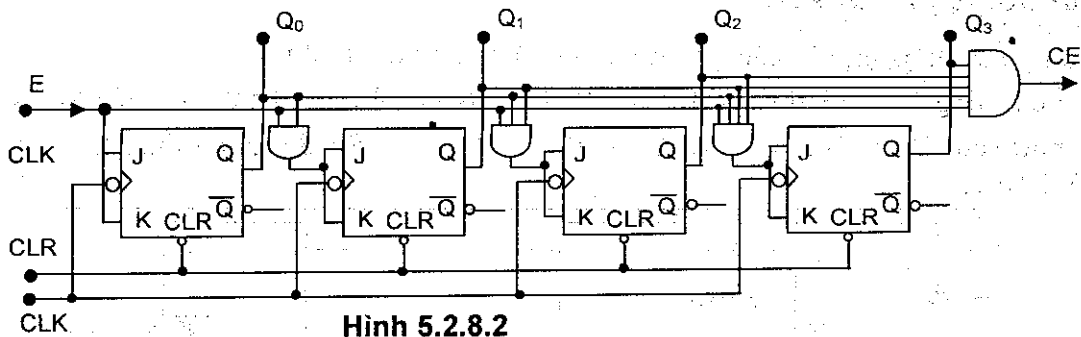 Q₀ Q₁ Q₂ Q₃
CE
E
CLK
J Q J Q J Q J Q
K CLR Q̅ K CLR Q̅ K CLR Q̅ K CLR Q̅
CLR
CLK
Hình 5.2.8.2